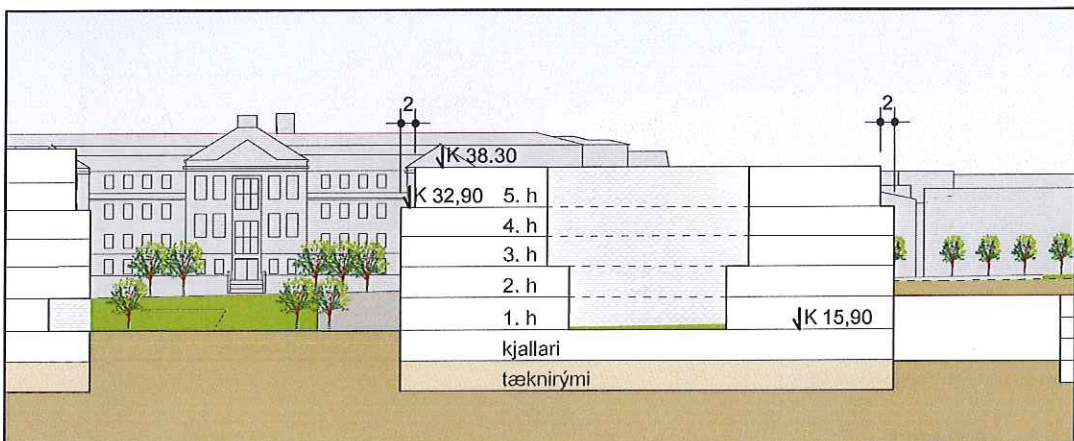 2
2
K 38.30
K 32,90 5. h
4. h
3. h
2. h
1. h
K 15,90
kjallari
tæknirými